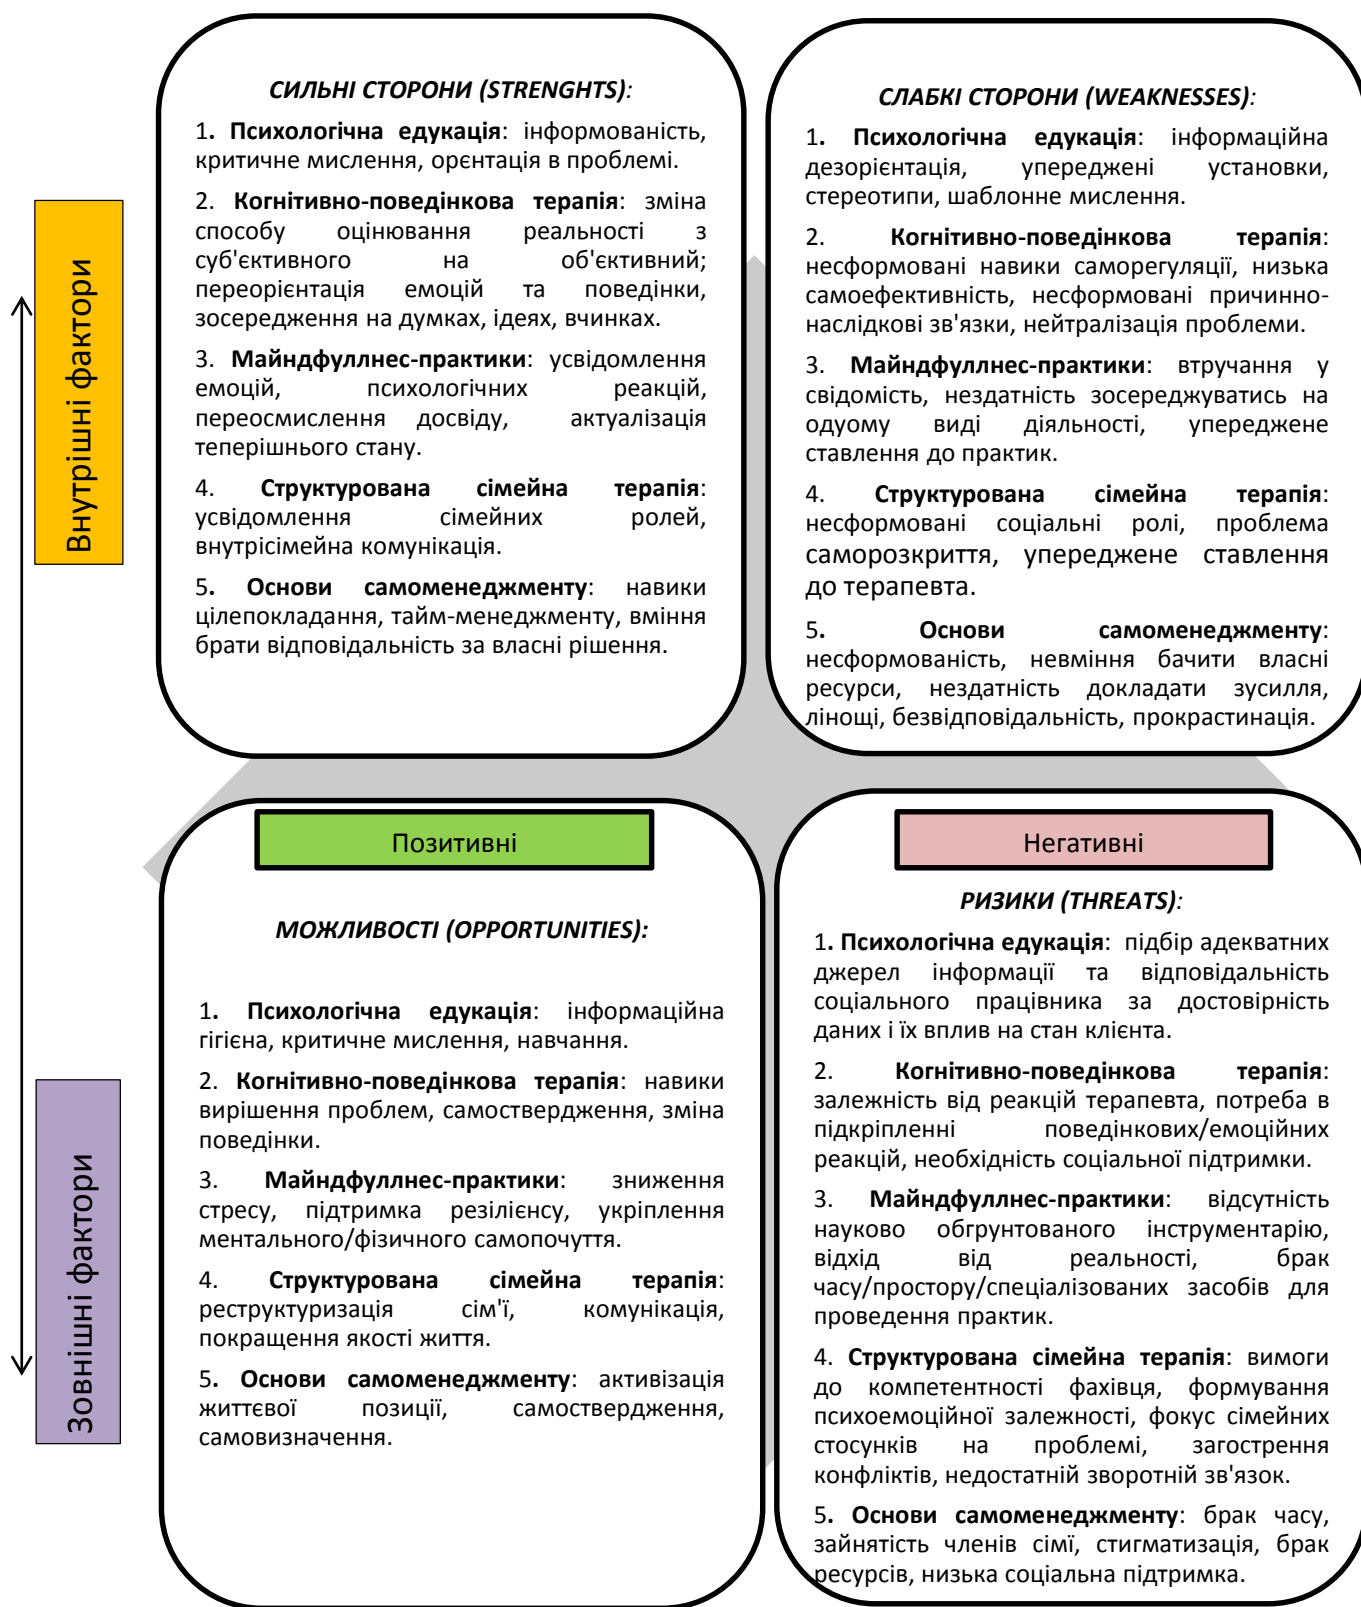 СИЛЬНІ СТОРОНИ (STRENGHTS):
1. Психологічна едукація: інформованість,
критичне мислення, орєнтація в проблемі.
2. Когнітивно-поведінкова терапія: зміна
способу оцінювання реальності з
суб'єктивного на об'єктивний;
переорієнтація емоцій та поведінки,
зосередження на думках, ідеях, вчинках.
3. Майндфуллнес-практики: усвідомлення
емоцій, психологічних реакцій,
переосмислення досвіду, актуалізація
теперішнього стану.
4. Структурована сімейна терапія:
усвідомлення сімейних ролей,
внутрісімейна комунікація.
5. Основи самоменеджменту: навики
цілепокладання, тайм-менеджменту, вміння
брати відповідальність за власні рішення.
СЛАБКІ СТОРОНИ (WEAKNESSES):
1. Психологічна едукація: інформаційна
дезорієнтація, упереджені установки,
стереотипи, шаблонне мислення.
2. Когнітивно-поведінкова терапія:
несформовані навики саморегуляції, низька
самоефективність, несформовані причинно-
наслідкові зв'язки, нейтралізація проблеми.
3. Майндфуллнес-практики: втручання у
свідомість, нездатність зосереджуватись на
одуому виді діяльності, упереджене
ставлення до практик.
4. Структурована сімейна терапія:
несформовані соціальні ролі, проблема
саморозкриття, упереджене ставлення
до терапевта.
5. Основи самоменеджменту:
несформованість, невміння бачити власні
ресурси, нездатність докладати зусилля,
лінощі, безвідповідальність, прокрастинація.
Внутрішні фактори
Позитивні
Негативні
МОЖЛИВОСТІ (OPPORTUNITIES):
1. Психологічна едукація: інформаційна
гігієна, критичне мислення, навчання.
2. Когнітивно-поведінкова терапія: навики
вирішення проблем, самоствердження, зміна
поведінки.
3. Майндфуллнес-практики: зниження
стресу, підтримка резілієнсу, укріплення
ментального/фізичного самопочуття.
4. Структурована сімейна терапія:
реструктуризація сім'ї, комунікація,
покращення якості життя.
5. Основи самоменеджменту: активізація
життєвої позиції, самоствердження,
самовизначення.
РИЗИКИ (THREATS):
1. Психологічна едукація: підбір адекватних
джерел інформації та відповідальність
соціального працівника за достовірність
даних і їх вплив на стан клієнта.
2. Когнітивно-поведінкова терапія:
залежність від реакцій терапевта, потреба в
підкріпленні поведінкових/емоційних
реакцій, необхідність соціальної підтримки.
3. Майндфуллнес-практики: відсутність
науково обгрунтованого інструментарію,
відхід від реальності, брак
часу/простору/спеціалізованих засобів для
проведення практик.
4. Структурована сімейна терапія: вимоги
до компетентності фахівця, формування
психоемоційної залежності, фокус сімейних
стосунків на проблемі, загострення
конфліктів, недостатній зворотній зв'язок.
5. Основи самоменеджменту: брак часу,
зайнятість членів сімї, стигматизація, брак
ресурсів, низька соціальна підтримка.
Зовнішні фактори